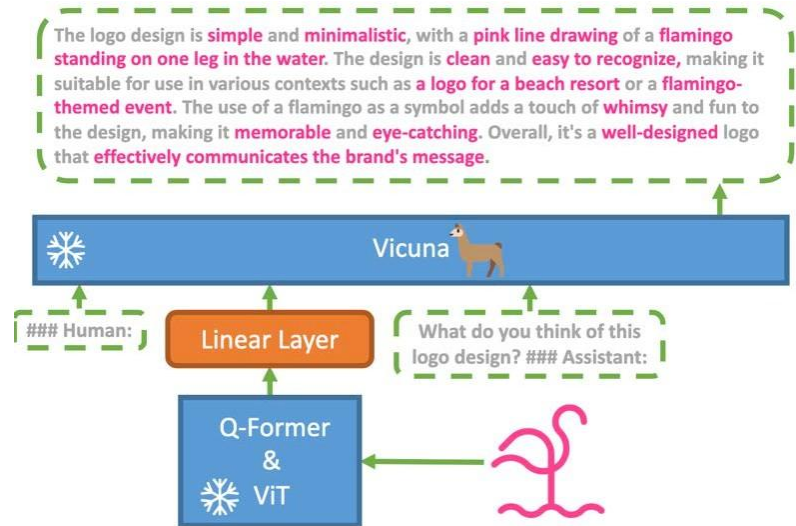 The logo design is simple and minimalistic, with a pink line drawing of a flamingo
standing on one leg in the water. The design is clean and easy to recognize, making it
suitable for use in various contexts such as a logo for a beach resort or a flamingo-
themed event. The use of a flamingo as a symbol adds a touch of whimsy and fun to
the design, making it memorable and eye-catching. Overall, it's a well-designed logo
that effectively communicates the brand's message.
Vicuna
### Human:
Linear Layer
What do you think of this
logo design? ### Assistant:
Q-Former
&
ViT